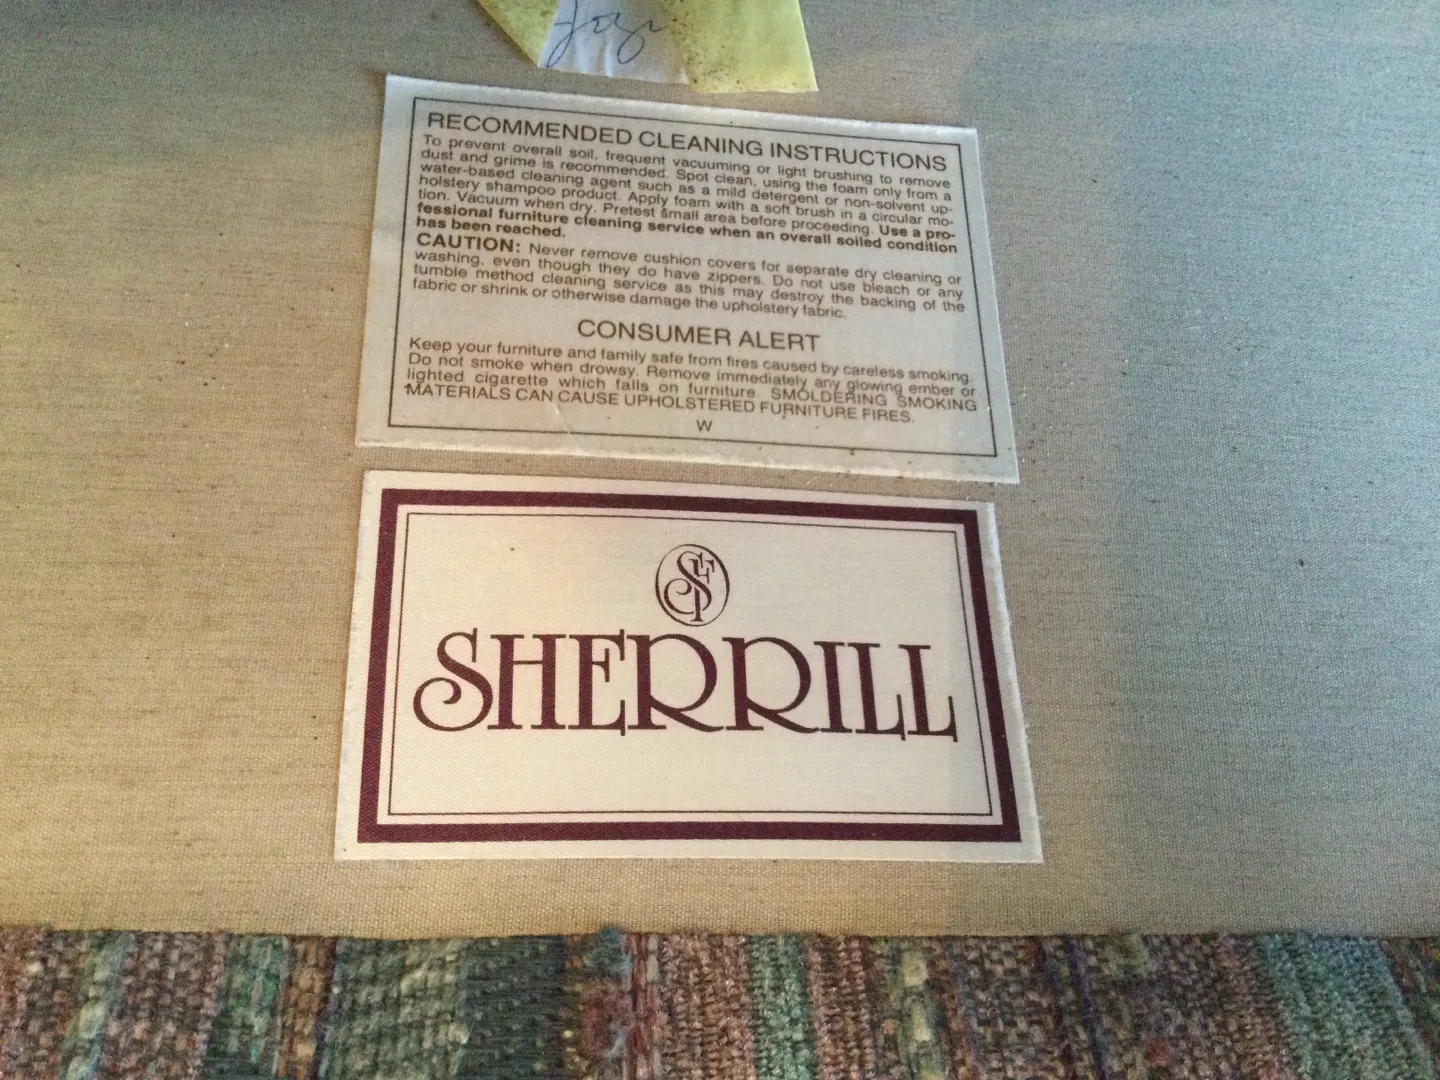 RECOMMENDED CLEANING INSTRUCTIONS
To prevent overall soil, frequent vacuuming or light brushing to remove
dust and grime is recommended. Spot clean, using the foam only from a
water-based cleaning agent such as a mild detergent or non-solvent up-
holstery shampoo product. Apply foam with a soft brush in a circular mo-
tion. Vacuum when dry. Pretest small area before proceeding. Use a pro-
fessional furniture cleaning service when an overall soiled condition
has been reached.
CAUTION: Never remove cushion covers for separate dry cleaning or
washing, even though they do have zippers. Do not use bleach or any
tumble method cleaning service as this may destroy the backing of the
fabric or shrink or otherwise damage the upholstery fabric.
CONSUMER ALERT
Keep your furniture and family safe from fires caused by careless smoking.
Do not smoke when drowsy. Remove immediately any glowing ember or
lighted cigarette which falls on furniture. SMOLDERING SMOKING
MATERIALS CAN CAUSE UPHOLSTERED FURNITURE FIRES.
W
SHERRILL